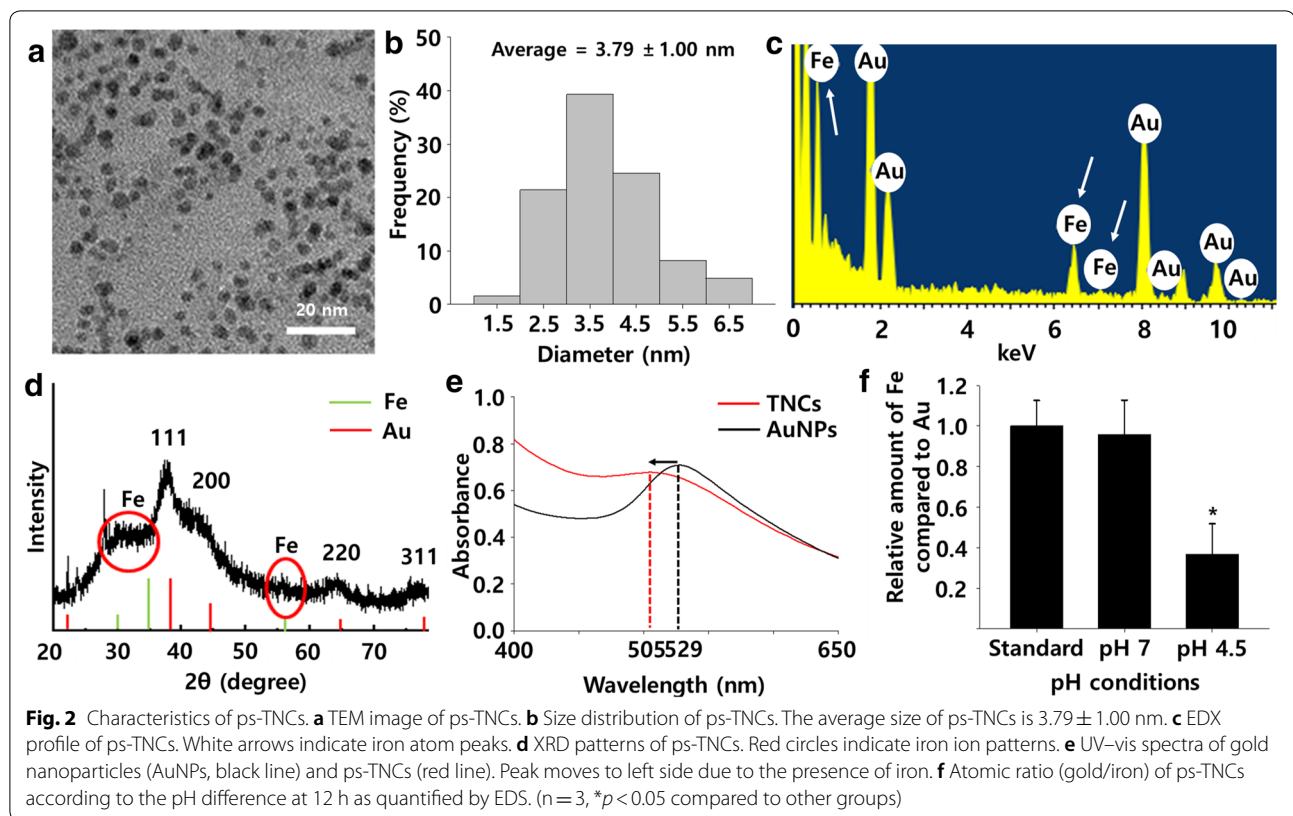 a
20 nm
b
Average = 3.79 ± 1.00 nm
50
40
30
20
10
0
Frequency (%)
1.5 2.5 3.5 4.5 5.5 6.5
Diameter (nm)
c
Fe Au Au Fe Fe Au Au Au Au
0 2 4 6 8 10
keV
d
Fe
Au
111
200
Fe
Fe
220
311
Intensity
20 30 40 50 60 70
2θ (degree)
e
TNCs
AuNPs
1.0
0.8
0.6
0.4
0.2
0.0
Absorbance
400 505529 650
Wavelength (nm)
f
Relative amount of Fe
compared to Au
1.2
1.0
0.8
0.6
0.4
0.2
*
Standard pH 7 pH 4.5
pH conditions
Fig. 2 Characteristics of ps-TNCs. a TEM image of ps-TNCs. b Size distribution of ps-TNCs. The average size of ps-TNCs is 3.79 ± 1.00 nm. c EDX
profile of ps-TNCs. White arrows indicate iron atom peaks. d XRD patterns of ps-TNCs. Red circles indicate iron ion patterns. e UV–vis spectra of gold
nanoparticles (AuNPs, black line) and ps-TNCs (red line). Peak moves to left side due to the presence of iron. f Atomic ratio (gold/iron) of ps-TNCs
according to the pH difference at 12 h as quantified by EDS. (n = 3, *p < 0.05 compared to other groups)